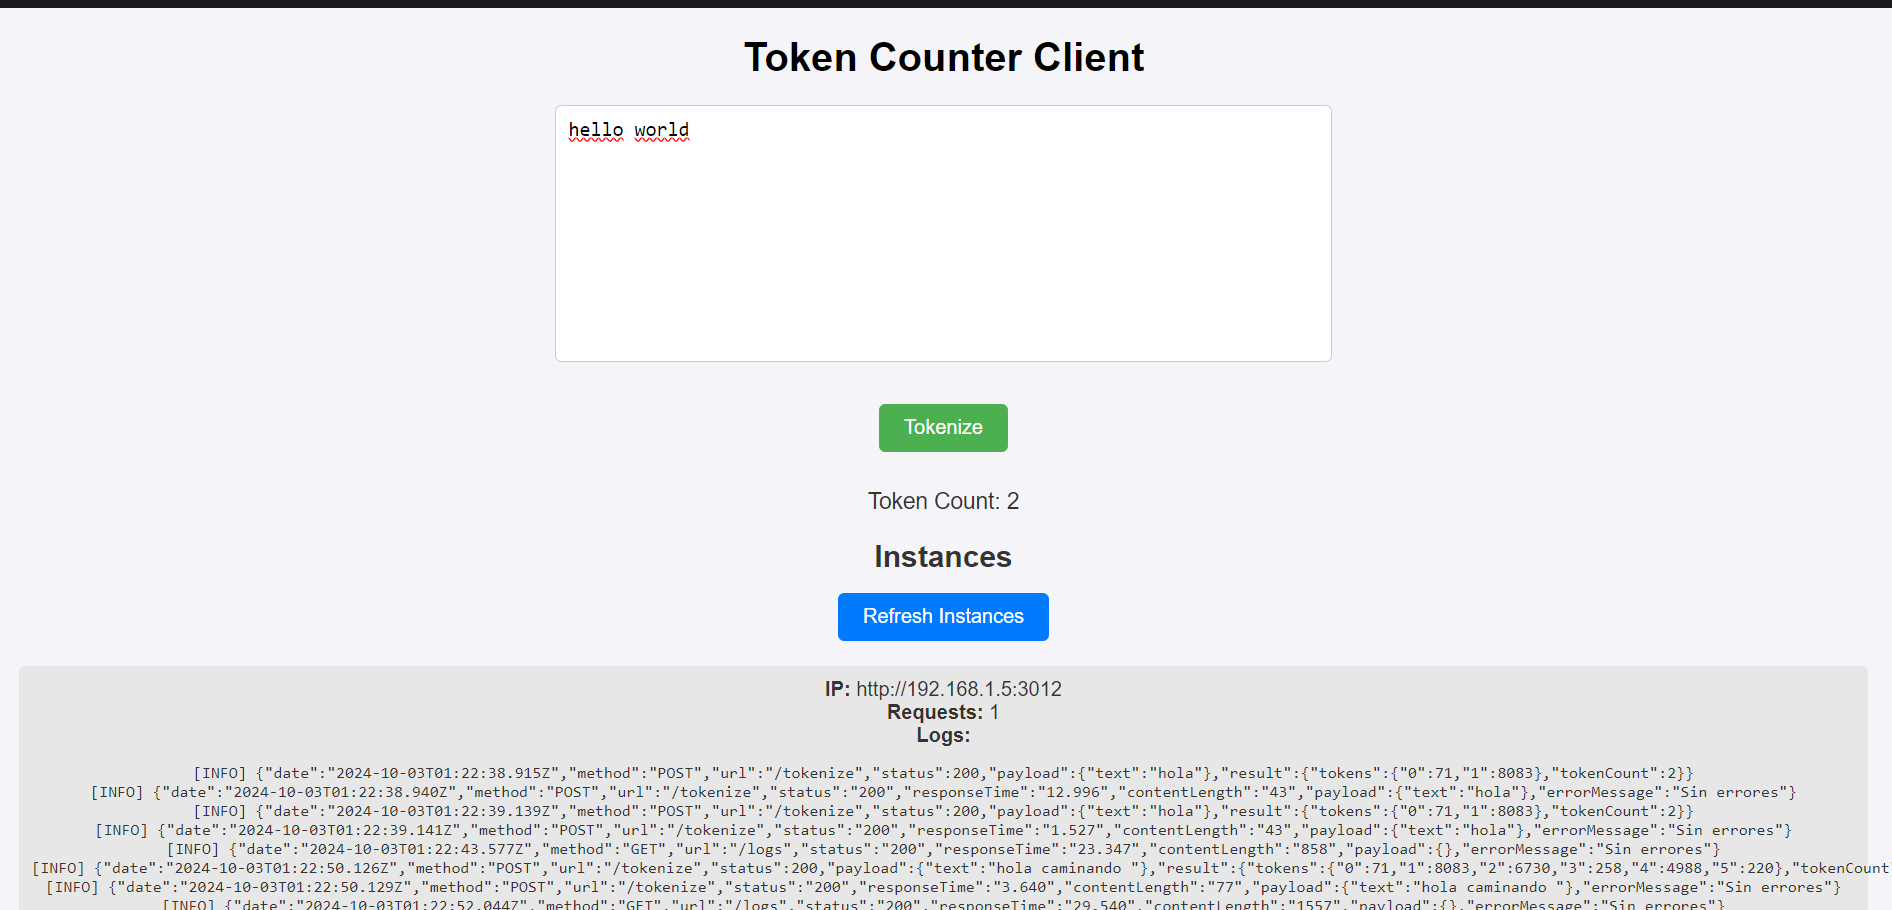 Token Counter Client
hello world
Tokenize
Token Count: 2
Instances
Refresh Instances
IP: http://192.168.1.5:3012
Requests: 1
Logs:
[INFO] {"date":"2024-10-03T01:22:38.915Z","method":"POST","url":"/tokenize","status":200,"payload":{"text":"hola"},"result":{"tokens":{"0":71,"1":8083},"tokenCount":2}}
[INFO] {"date":"2024-10-03T01:22:38.940Z","method":"POST","url":"/tokenize","status":"200","responseTime":"12.996","contentLength":"43","payload":{"text":"hola"},"errorMessage":"Sin errores"}
[INFO] {"date":"2024-10-03T01:22:39.139Z","method":"POST","url":"/tokenize","status":200,"payload":{"text":"hola"},"result":{"tokens":{"0":71,"1":8083},"tokenCount":2}}
[INFO] {"date":"2024-10-03T01:22:39.141Z","method":"POST","url":"/tokenize","status":"200","responseTime":"1.527","contentLength":"43","payload":{"text":"hola"},"errorMessage":"Sin errores"}
[INFO] {"date":"2024-10-03T01:22:43.577Z","method":"GET","url":"/logs","status":"200","responseTime":"23.347","contentLength":"858","payload":{},"errorMessage":"Sin errores"}
[INFO] {"date":"2024-10-03T01:22:50.126Z","method":"POST","url":"/tokenize","status":200,"payload":{"text":"hola caminando "},"result":{"tokens":{"0":71,"1":8083,"2":6730,"3":258,"4":4988,"5":220},"tokenCount
[INFO] {"date":"2024-10-03T01:22:50.129Z","method":"POST","url":"/tokenize","status":"200","responseTime":"3.640","contentLength":"77","payload":{"text":"hola caminando "},"errorMessage":"Sin errores"}
[INFO] {"date":"2024-10-03T01:22:52.044Z","method":"GET","url":"/logs","status":"200","responseTime":"29.540","contentLength":"1557","payload":{},"errorMessage":"Sin errores"}